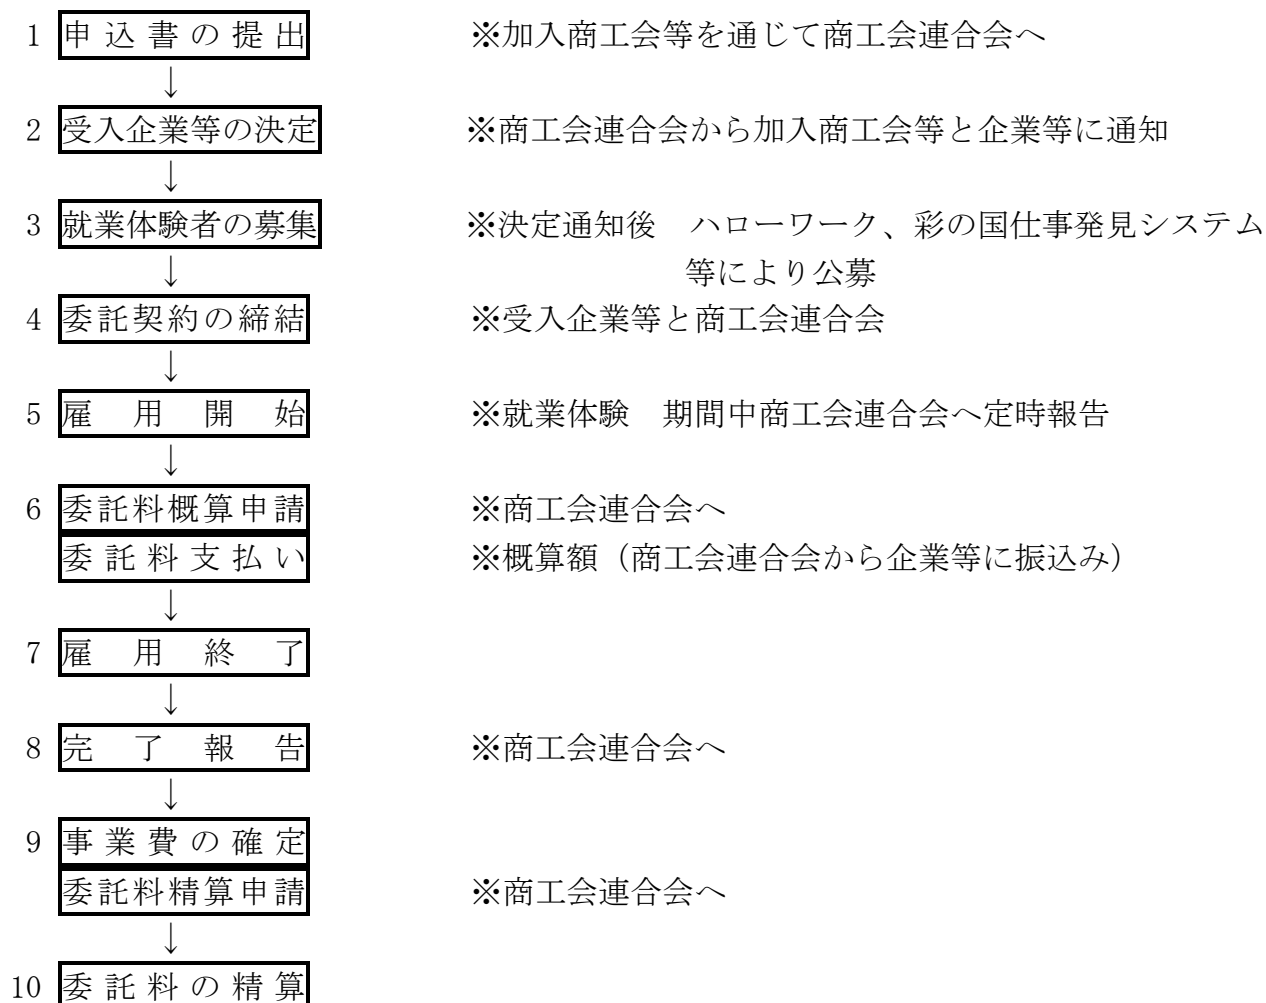 1 申込書の提出 ※加入商工会等を通じて商工会連合会へ
↓
2 受入企業等の決定 ※商工会連合会から加入商工会等と企業等に通知
↓
3 就業体験者の募集 ※決定通知後　ハローワーク、彩の国仕事発見システム
↓ 等により公募
4 委託契約の締結 ※受入企業等と商工会連合会
↓
5 雇用開始 ※就業体験　期間中商工会連合会へ定時報告
↓
6 委託料概算申請 ※商工会連合会へ
委託料支払い ※概算額（商工会連合会から企業等に振込み）
↓
7 雇用終了
↓
8 完了報告 ※商工会連合会へ
↓
9 事業費の確定
委託料精算申請 ※商工会連合会へ
↓
10 委託料の精算